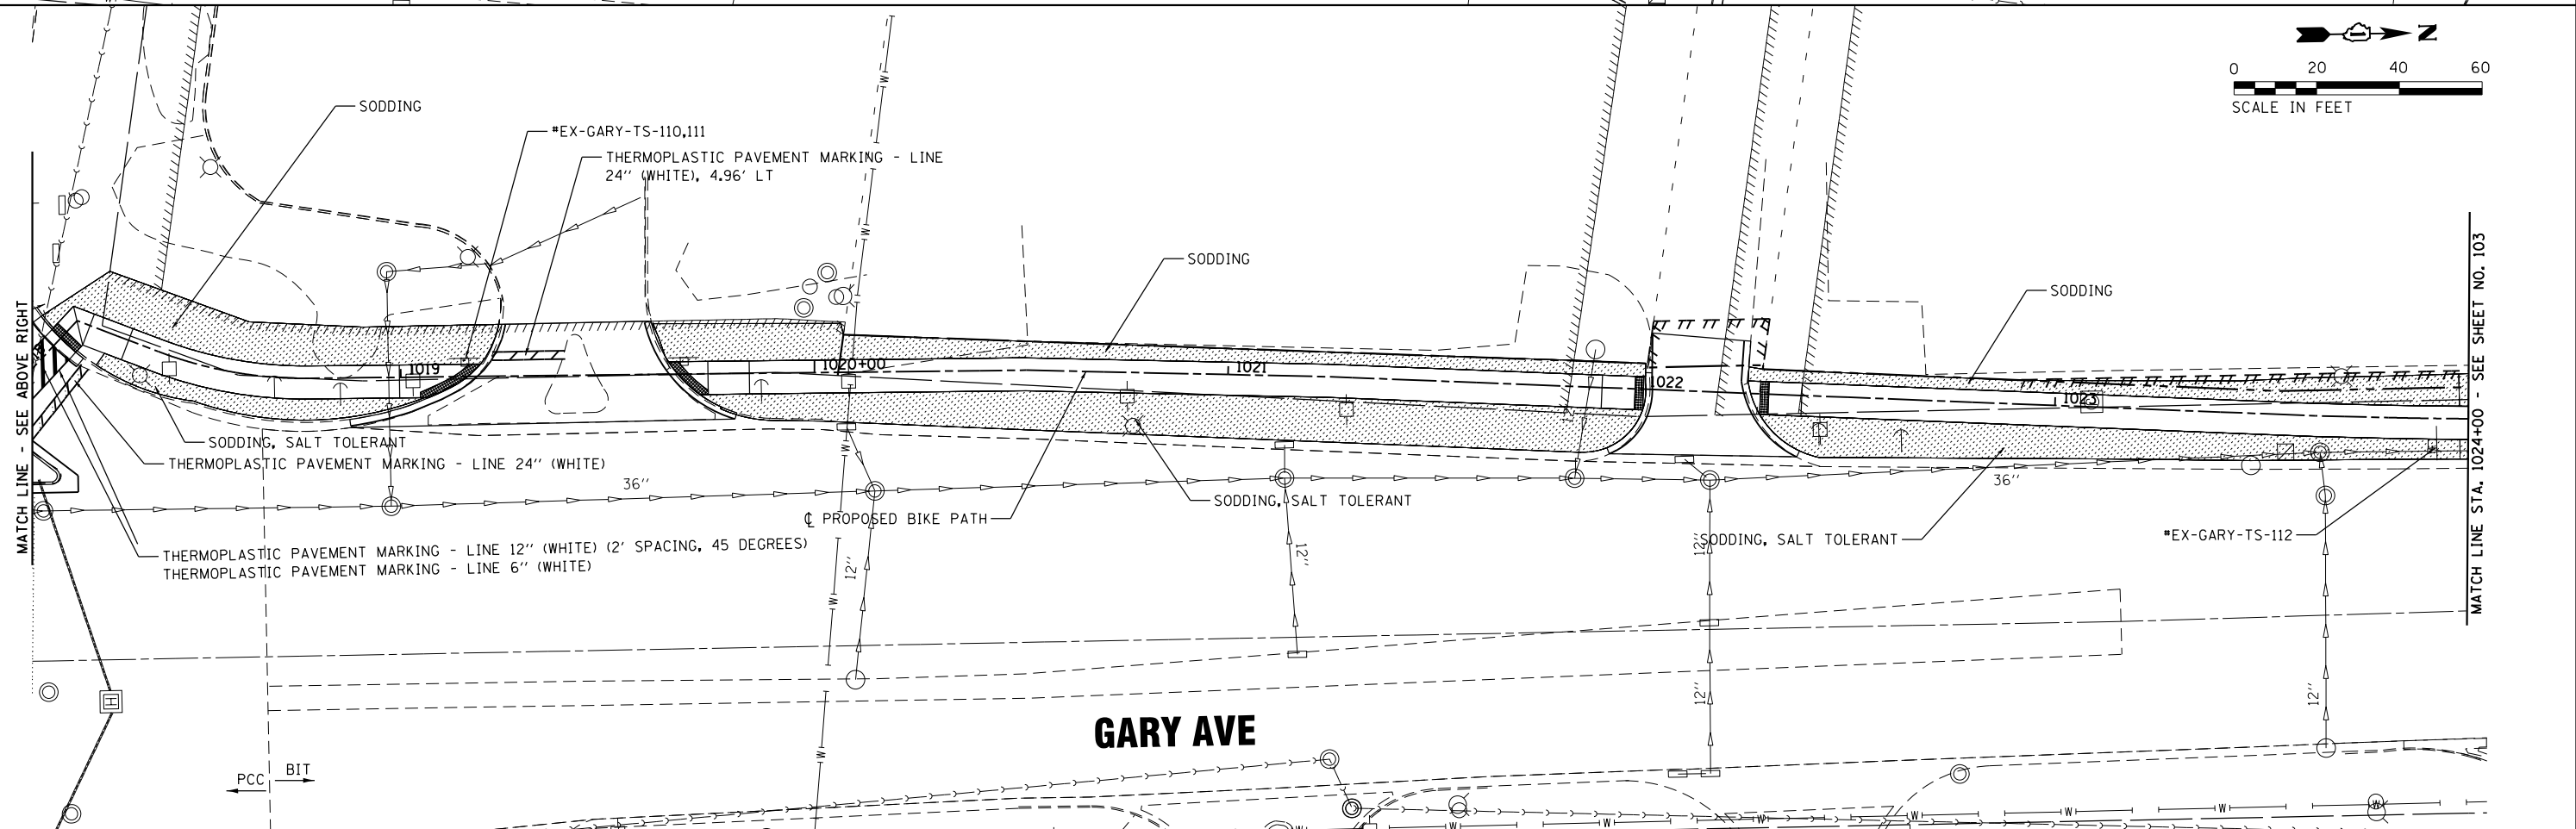 N
0 20 40 60
SCALE IN FEET
SODDING
#EX-GARY-TS-110,111
THERMOPLASTIC PAVEMENT MARKING - LINE
24" (WHITE), 4.96' LT
SODDING
SODDING
MATCH LINE - SEE ABOVE RIGHT
MATCH LINE STA. 1024+00 - SEE SHEET NO. 103
1019
1020+00
1021
1022
1023
SODDING, SALT TOLERANT
THERMOPLASTIC PAVEMENT MARKING - LINE 24" (WHITE)
36"
℄ PROPOSED BIKE PATH
SODDING, SALT TOLERANT
36"
SODDING, SALT TOLERANT
#EX-GARY-TS-112
THERMOPLASTIC PAVEMENT MARKING - LINE 12" (WHITE) (2' SPACING, 45 DEGREES)
THERMOPLASTIC PAVEMENT MARKING - LINE 6" (WHITE)
12"
12"
12"
12"
12"
W
W
W
W
W
W
H
GARY AVE
PCC
BIT
W
W
W
W
W
W
W
W
W